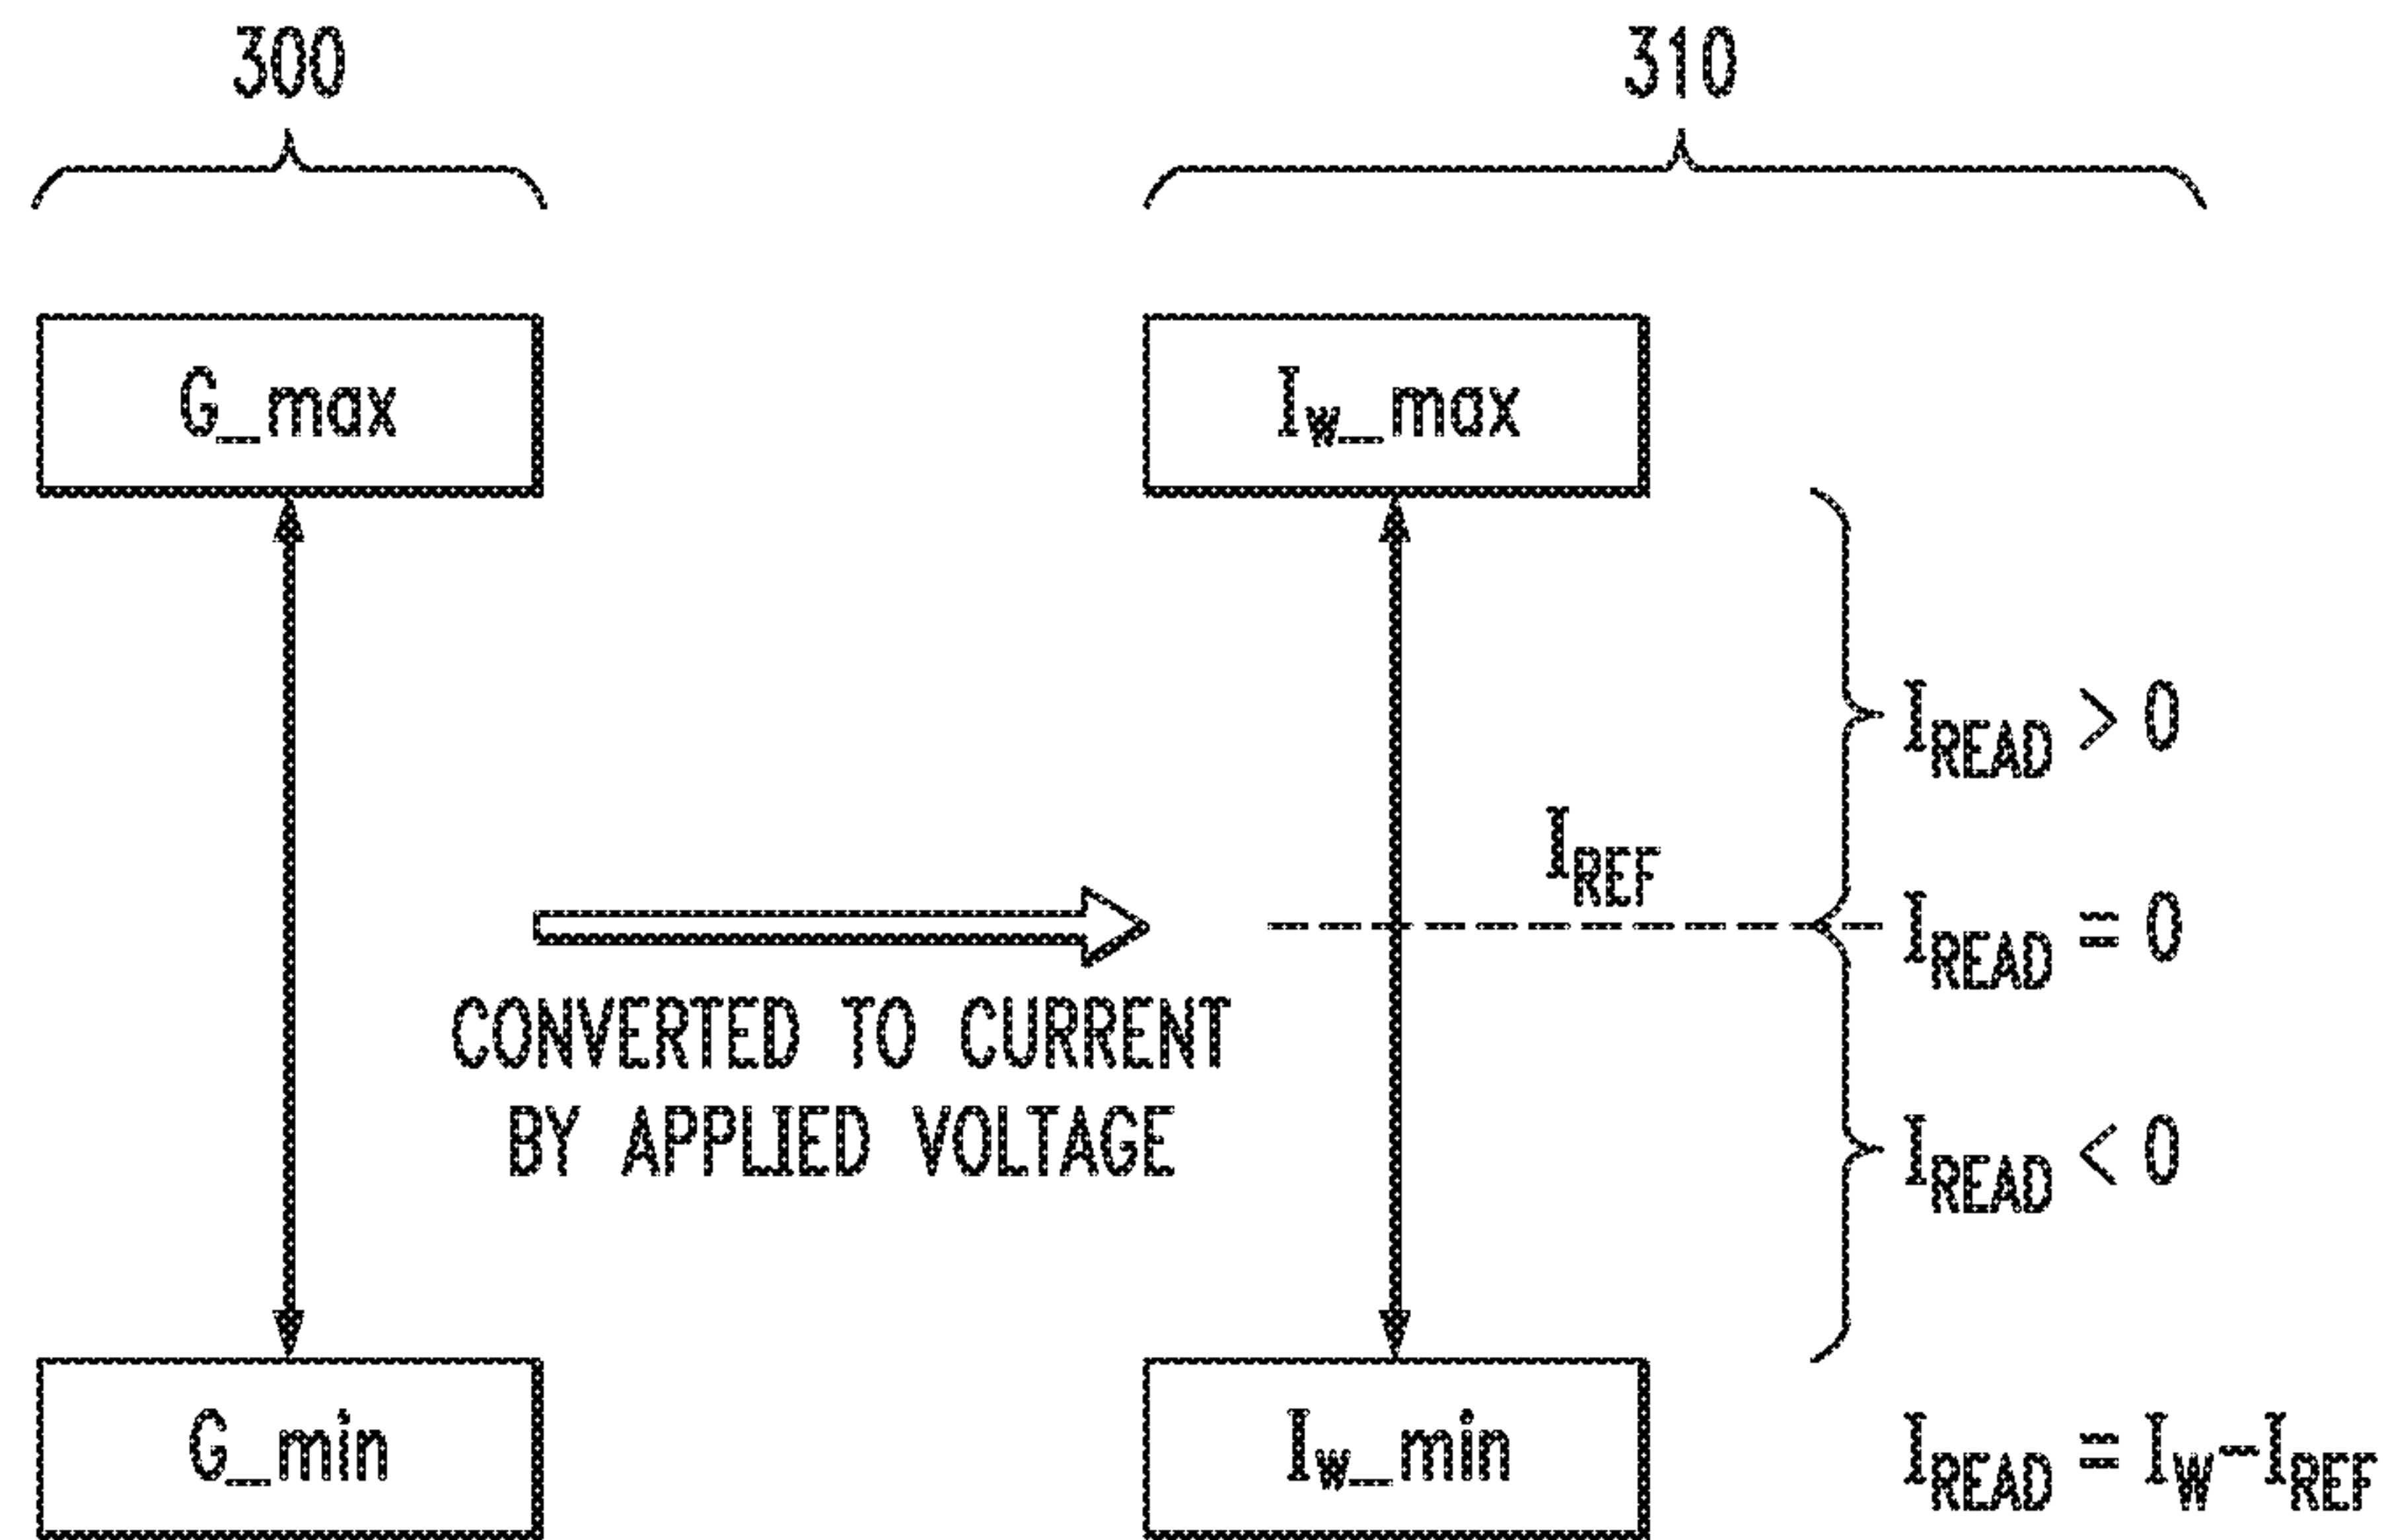 300
310
G_max
Iw_max
IREAD > 0
IREF
IREAD = 0
CONVERTED TO CURRENT
BY APPLIED VOLTAGE
IREAD < 0
G_min
Iw_min
IREAD = IW-IREF